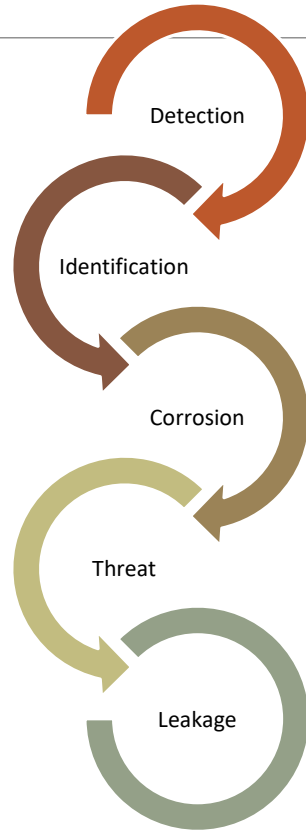 Detection
Identification
Corrosion
Threat
Leakage